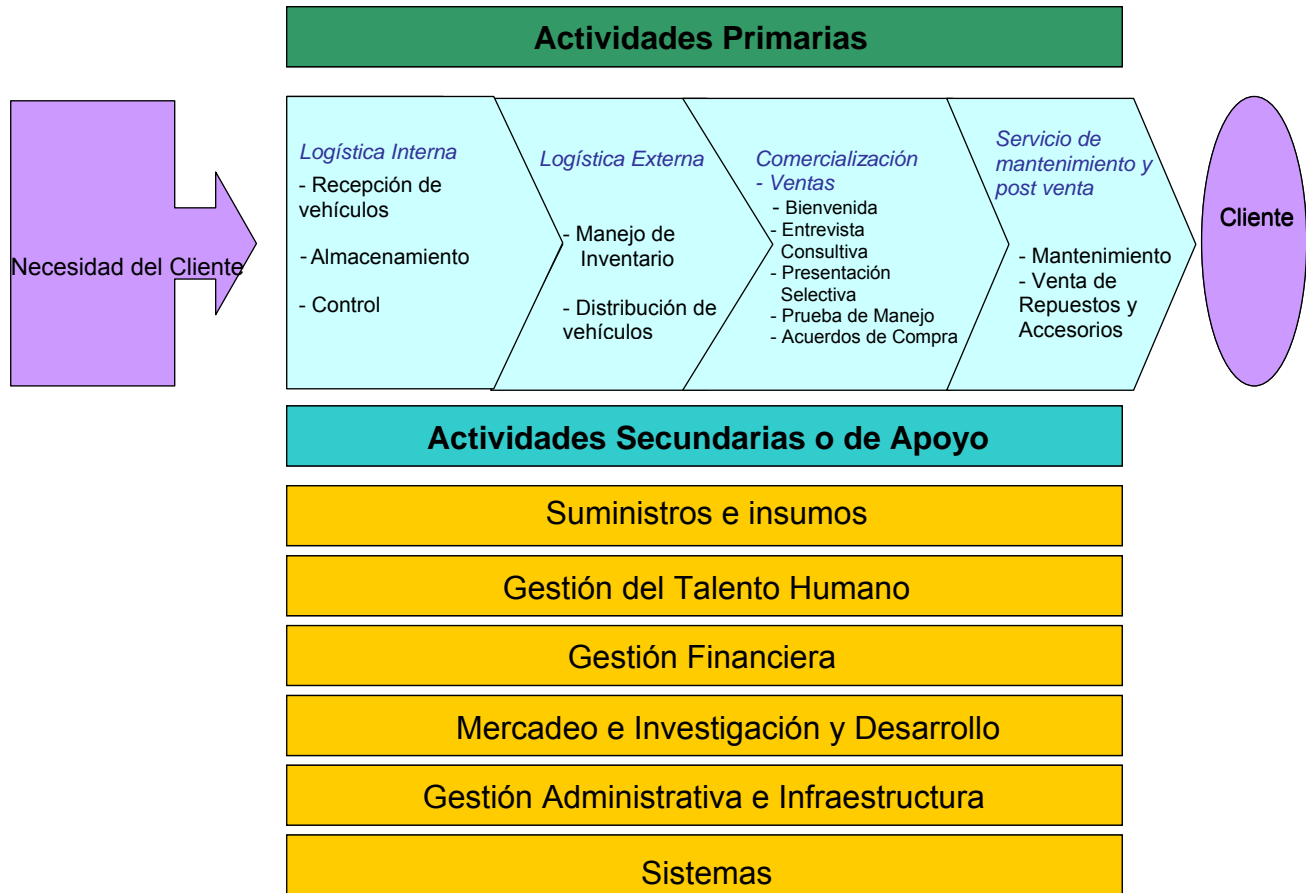 Actividades Primarias
Necesidad del Cliente
Logística Interna
- Recepción de
vehículos
-Almacenamiento
- Control
Logística Externa
- Manejo de
Inventario
- Distribución de
vehículos
Comercialización
- Ventas
- Bienvenida
- Entrevista
Consultiva
- Presentación
Selectiva
- Prueba de Manejo
- Acuerdos de Compra
Servicio de
mantenimiento y
post venta
- Mantenimiento
- Venta de
Repuestos y
Accesorios
Cliente
Actividades Secundarias o de Apoyo
Suministros e insumos
Gestión del Talento Humano
Gestión Financiera
Mercadeo e Investigación y Desarrollo
Gestión Administrativa e Infraestructura
Sistemas